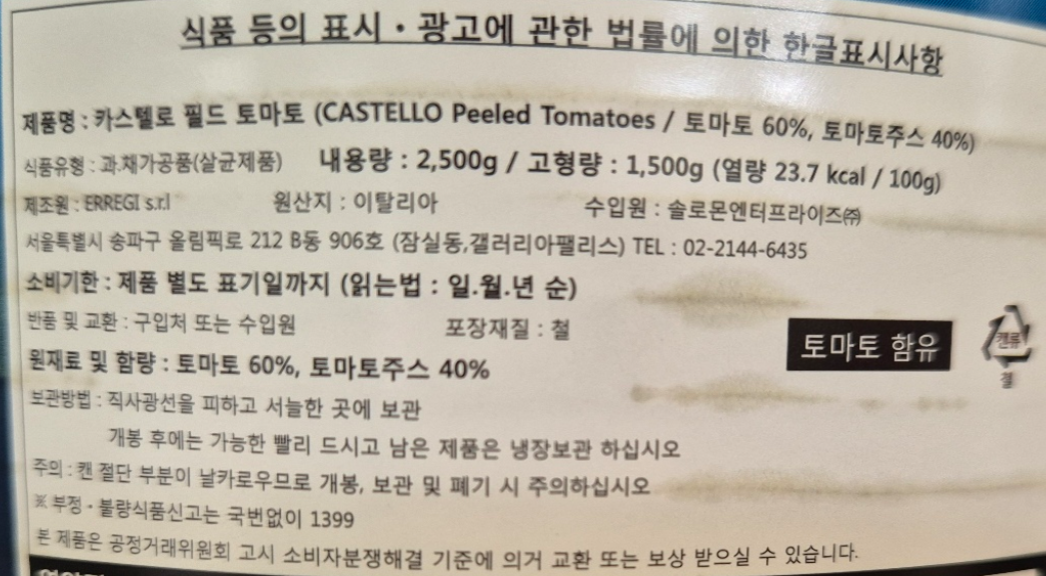 식품 등의 표시・광고에 관한 법률에 의한 한글표시사항
제품명 : 카스텔로 필드 토마토 (CASTELLO Peeled Tomatoes / 토마토 60%, 토마토주스 40%)
식품유형 : 과.채가공품(살균제품) 내용량 : 2,500g / 고형량 : 1,500g (열량 23.7 kcal / 100g)
제조원 : ERREGI s.r.l 원산지 : 이탈리아 수입원 : 솔로몬엔터프라이즈㈜
서울특별시 송파구 올림픽로 212 B동 906호 (잠실동,갤러리아팰리스) TEL : 02-2144-6435
소비기한 : 제품 별도 표기일까지 (읽는법 : 일.월.년 순)
반품 및 교환 : 구입처 또는 수입원 포장재질 : 철
토마토 함유
캔류
철
원재료 및 함량 : 토마토 60%, 토마토주스 40%
보관방법 : 직사광선을 피하고 서늘한 곳에 보관
개봉 후에는 가능한 빨리 드시고 남은 제품은 냉장보관 하십시오
주의 : 캔 절단 부분이 날카로우므로 개봉, 보관 및 폐기 시 주의하십시오
※ 부정・불량식품신고는 국번없이 1399
본 제품은 공정거래위원회 고시 소비자분쟁해결 기준에 의거 교환 또는 보상 받으실 수 있습니다.